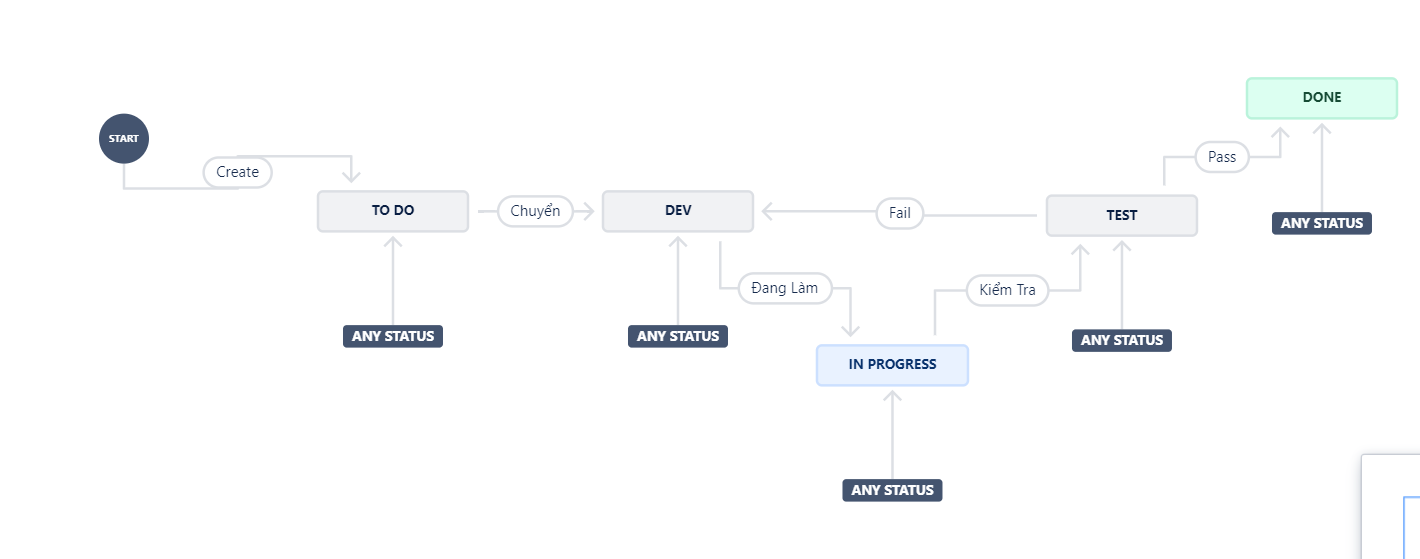 DONE
START
Pass
Create
TO DO
Chuyển
DEV
Fail
TEST
ANY STATUS
Đang Làm
Kiểm Tra
ANY STATUS
ANY STATUS
ANY STATUS
IN PROGRESS
ANY STATUS